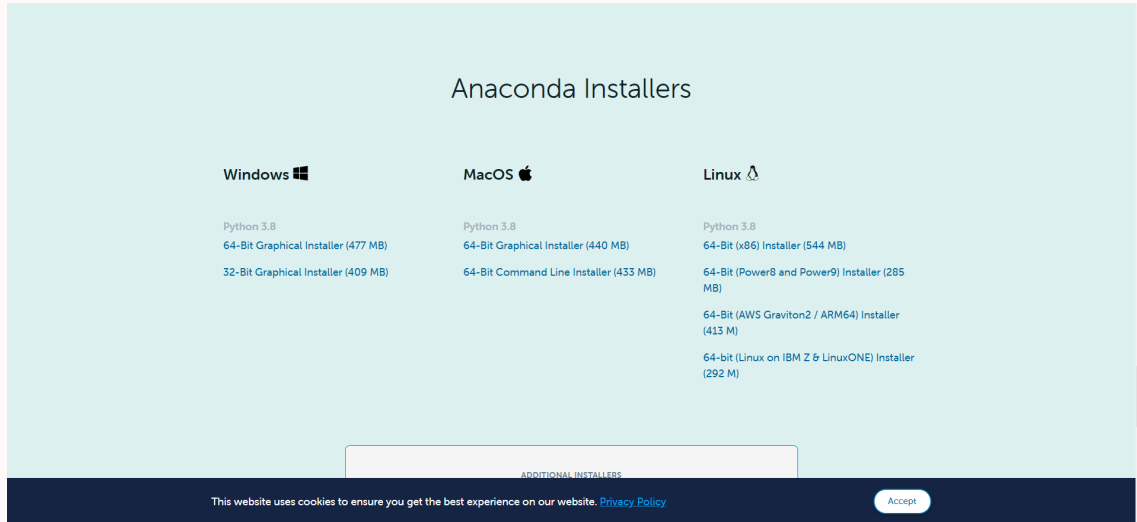 Anaconda Installers
Windows
Python 3.8
64-Bit Graphical Installer (477 MB)
32-Bit Graphical Installer (409 MB)
MacOS
Python 3.8
64-Bit Graphical Installer (440 MB)
64-Bit Command Line Installer (433 MB)
Linux
Python 3.8
64-Bit (x86) Installer (544 MB)
64-Bit (Power8 and Power9) Installer (285
MB)
64-Bit (AWS Graviton2 / ARM64) Installer
(413 M)
64-bit (Linux on IBM Z & LinuxONE) Installer
(292 M)
ADDITIONAL INSTALLERS
This website uses cookies to ensure you get the best experience on our website. Privacy Policy
Accept